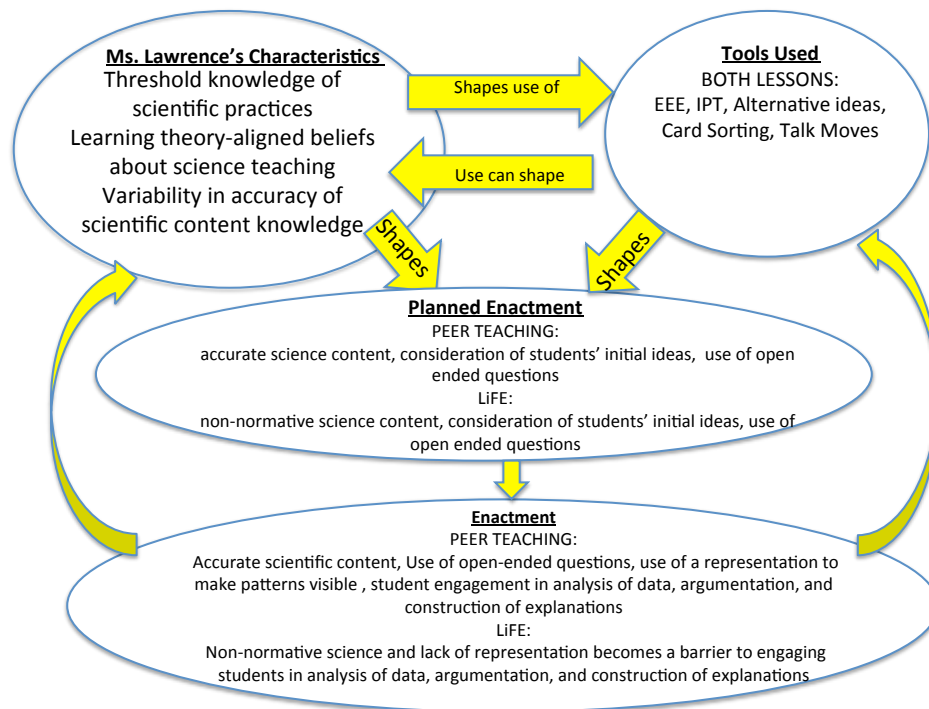 Ms. Lawrence's Characteristics
Threshold knowledge of
scientific practices
Learning theory-aligned beliefs
about science teaching
Variability in accuracy of
scientific content knowledge
Shapes use of
Use can shape
Tools Used
BOTH LESSONS:
EEE, IPT, Alternative ideas,
Card Sorting, Talk Moves
Shapes
Shapes
Planned Enactment
PEER TEACHING:
accurate science content, consideration of students' initial ideas, use of open
ended questions
LiFE:
non-normative science content, consideration of students' initial ideas, use of
open ended questions
Enactment
PEER TEACHING:
Accurate scientific content, Use of open-ended questions, use of a representation to
make patterns visible , student engagement in analysis of data, argumentation, and
construction of explanations
LiFE:
Non-normative science and lack of representation becomes a barrier to engaging
students in analysis of data, argumentation, and construction of explanations